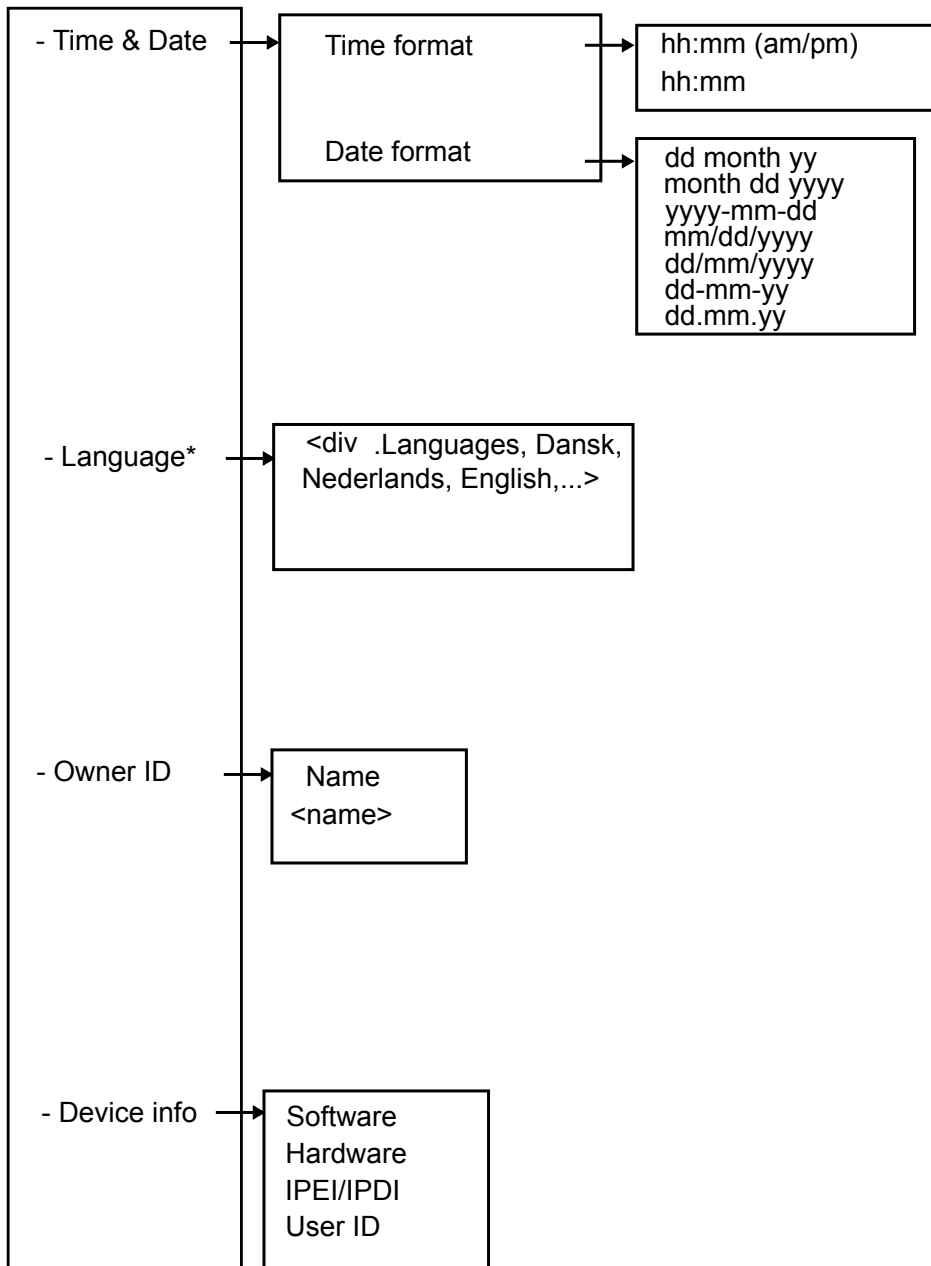 - Time & Date
Time format
hh:mm (am/pm)
hh:mm
Date format
dd month yy
month dd yyyy
yyyy-mm-dd
mm/dd/yyyy
dd/mm/yyyy
dd-mm-yy
dd.mm.yy
- Language*
<div .Languages, Dansk,
Nederlands, English,...>
- Owner ID
Name
<name>
- Device info
Software
Hardware
IPEI/IPDI
User ID